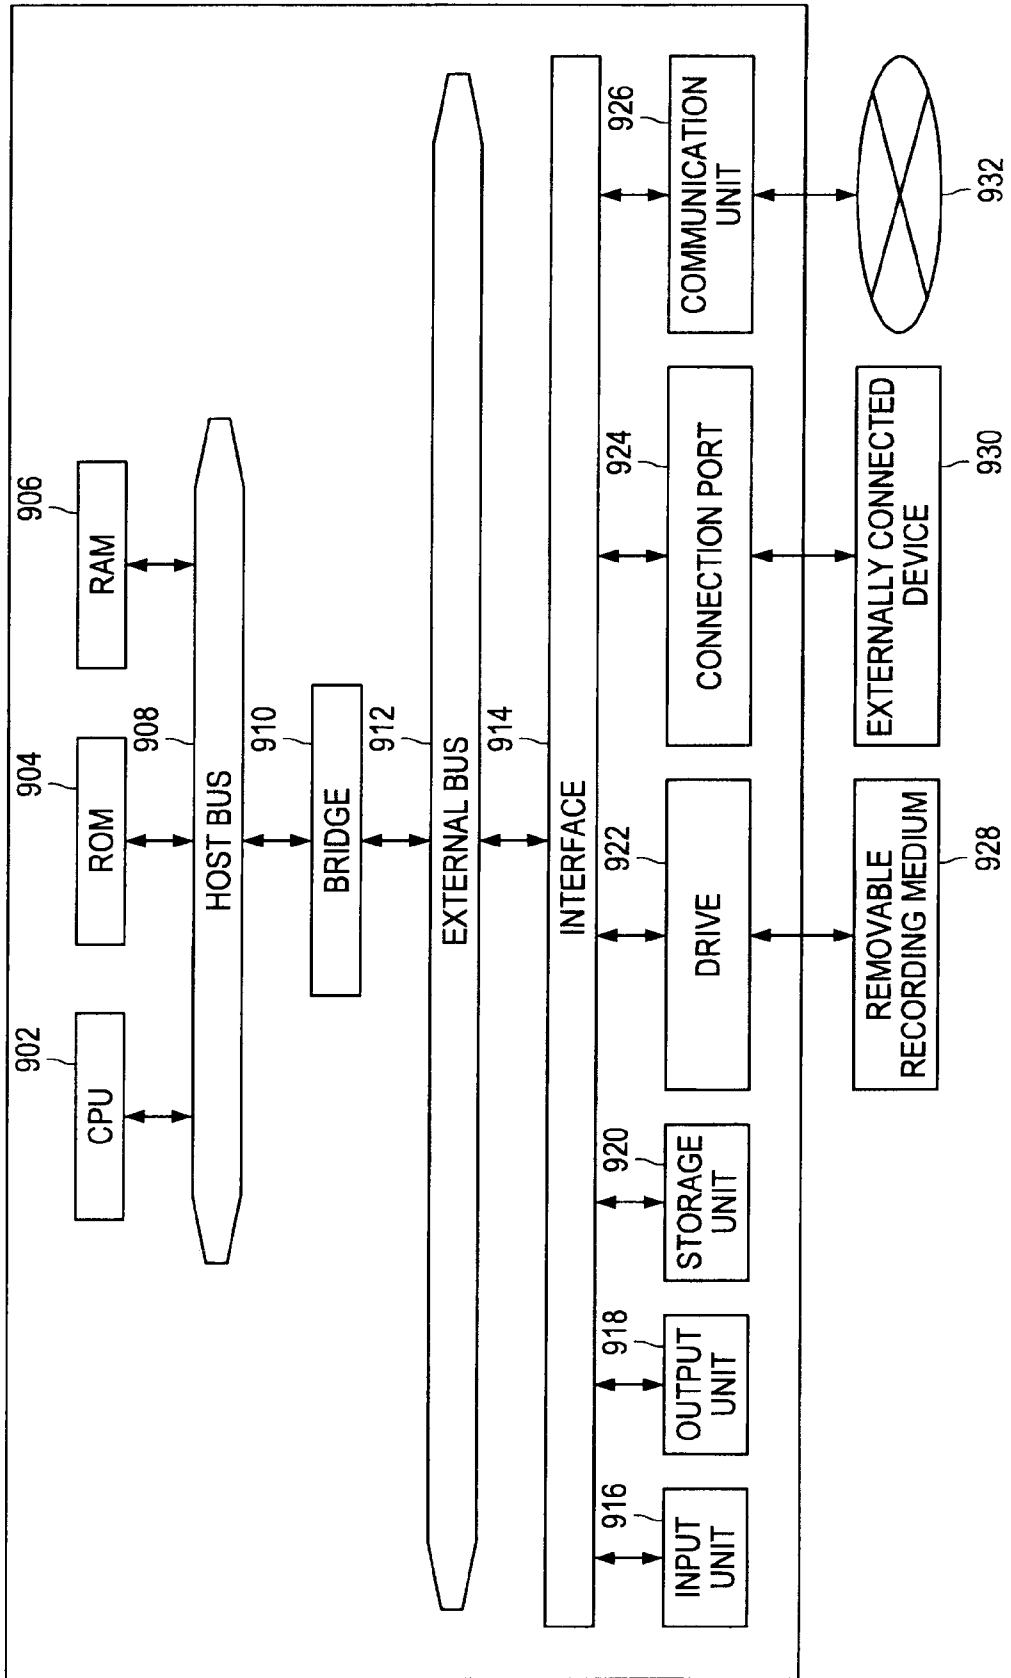 902
CPU
904
ROM
906
RAM
908
HOST BUS
910
BRIDGE
912
EXTERNAL BUS
914
INTERFACE
916
INPUT
UNIT
918
OUTPUT
UNIT
920
STORAGE
UNIT
922
DRIVE
924
CONNECTION PORT
926
COMMUNICATION
UNIT
REMOVABLE
RECORDING MEDIUM
928
EXTERNALLY CONNECTED
DEVICE
930
932